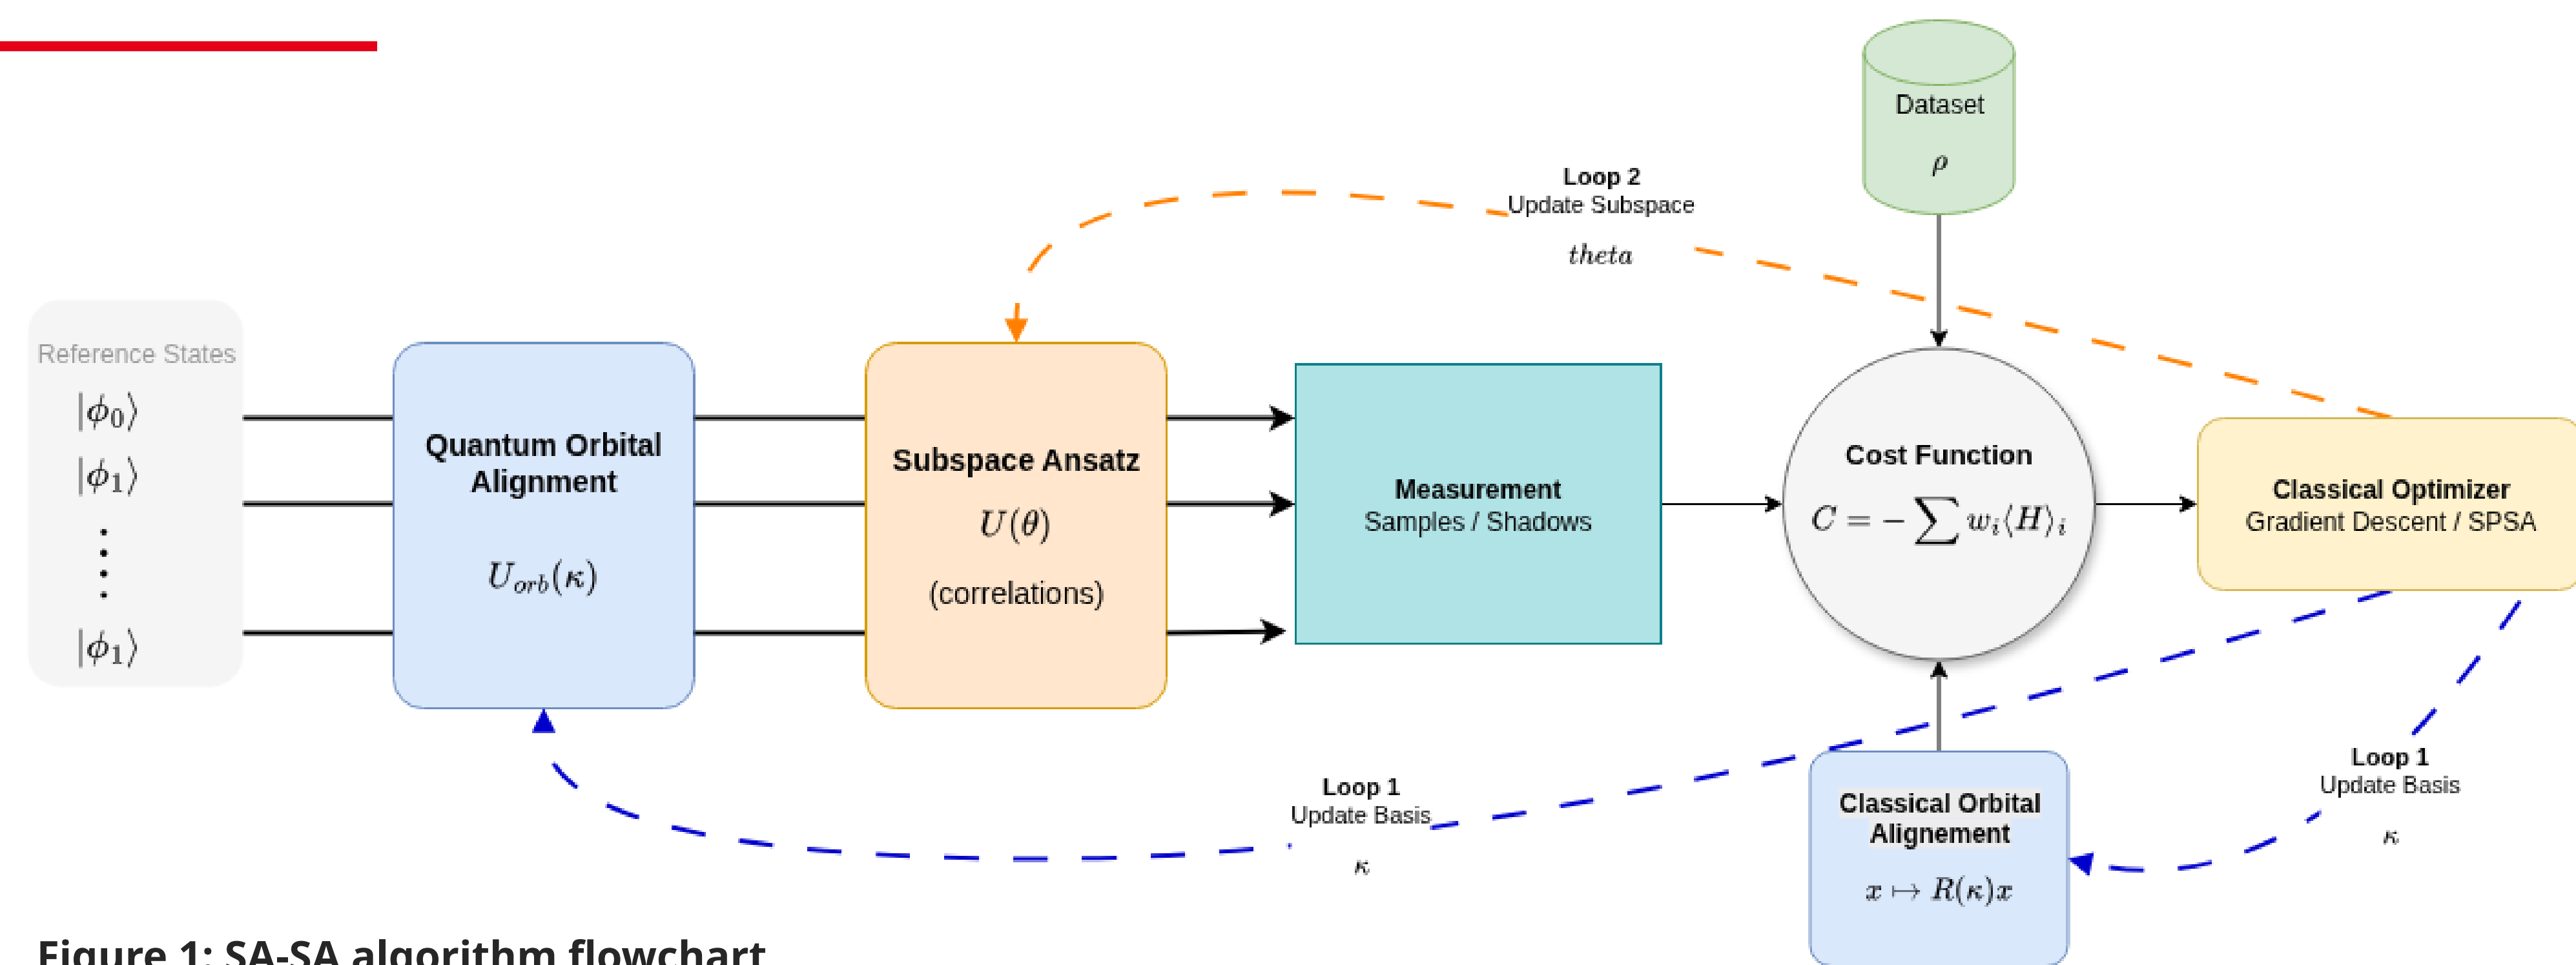 Dataset
ρ
Loop 2
Update Subspace
theta
Reference States
|ϕ₀⟩
|ϕ₁⟩
|ϕ₁⟩
Quantum Orbital
Alignment
U_{orb}(κ)
Subspace Ansatz
U(θ)
(correlations)
Measurement
Samples / Shadows
Cost Function
C = − ∑ w_i⟨H⟩_i
Classical Optimizer
Gradient Descent / SPSA
Loop 1
Update Basis
κ
Classical Orbital
Alignement
x ↦ R(κ)x
Loop 1
Update Basis
κ
Figure 1: SA-SA algorithm flowchart